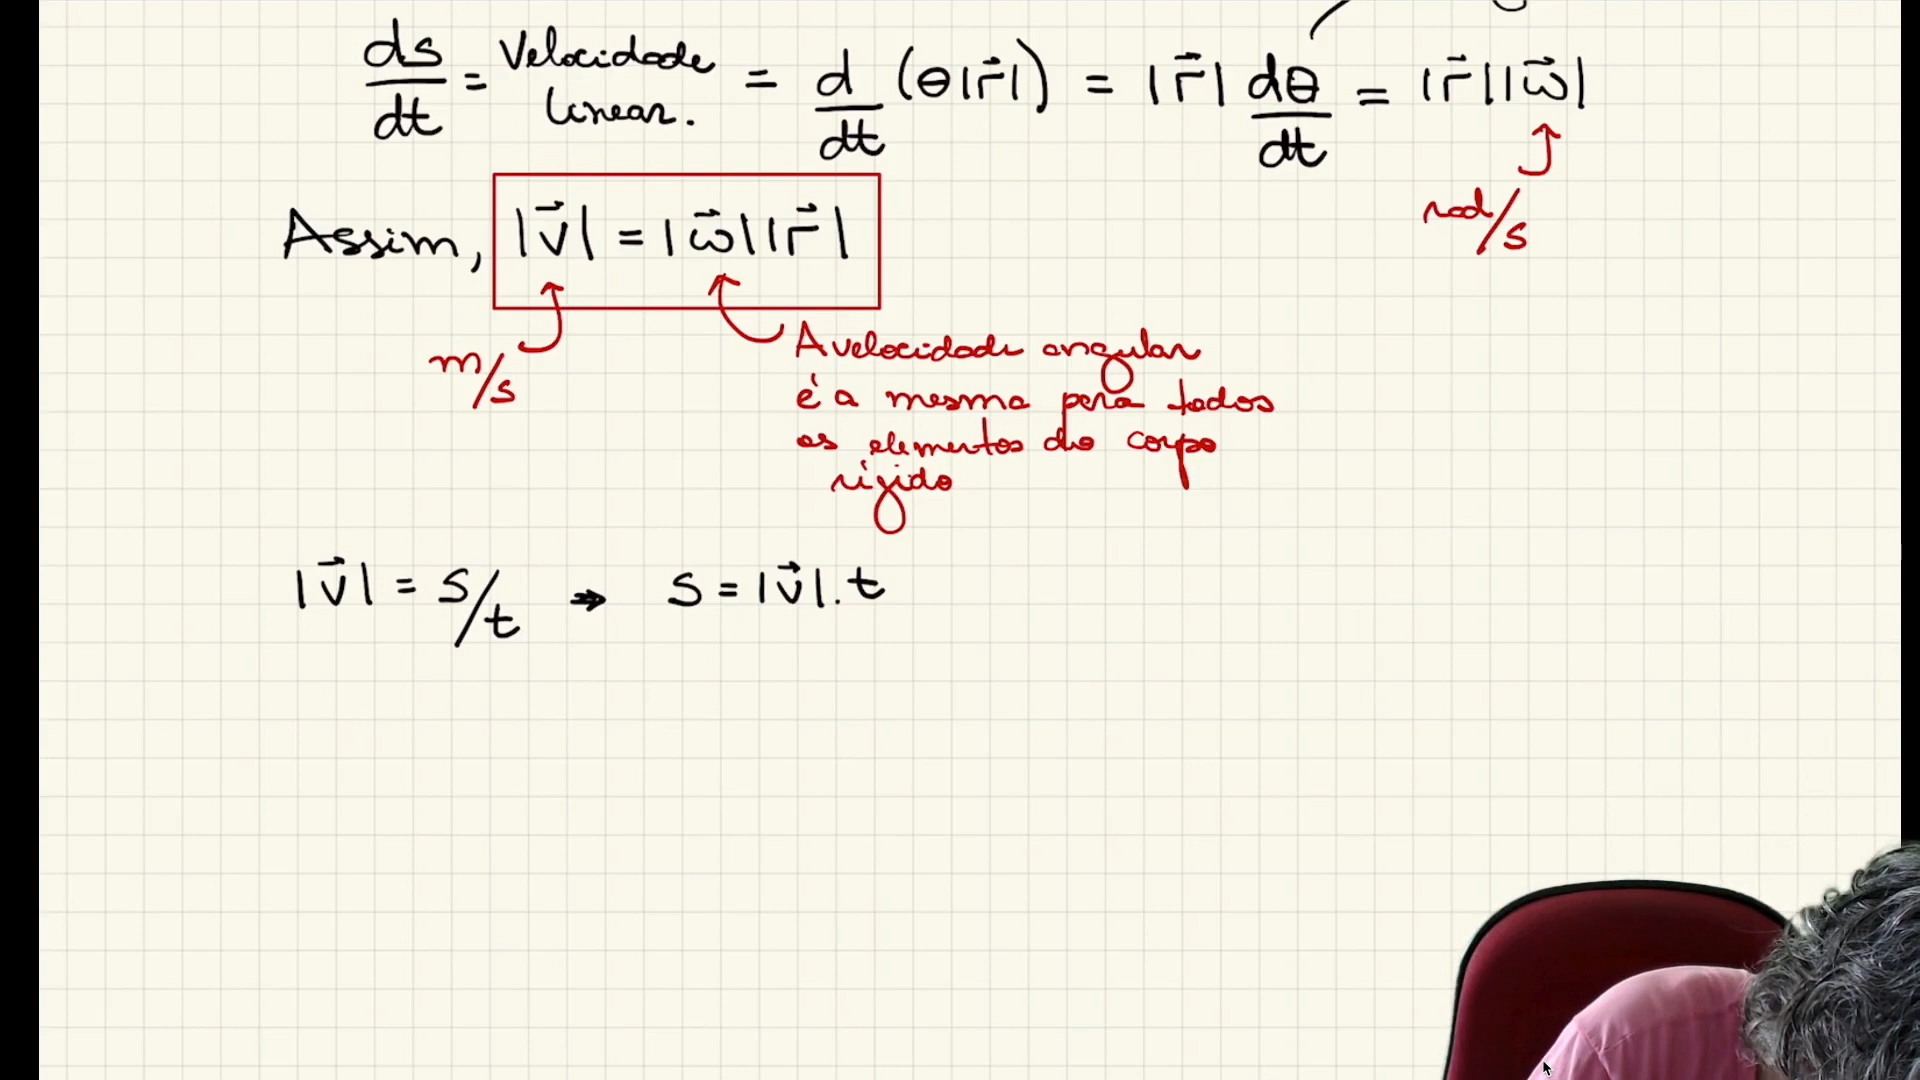 ds/dt = Velocidade linear. = d/dt (θ|r⃗|) = |r⃗| dθ/dt = |r⃗||ω⃗|
rad/s
Assim, |v⃗| = |ω⃗||r⃗|
m/s
A velocidade angular
é a mesma para todos
os elementos do corpo
rígido
|v⃗| = s/t → s = |v⃗|.t